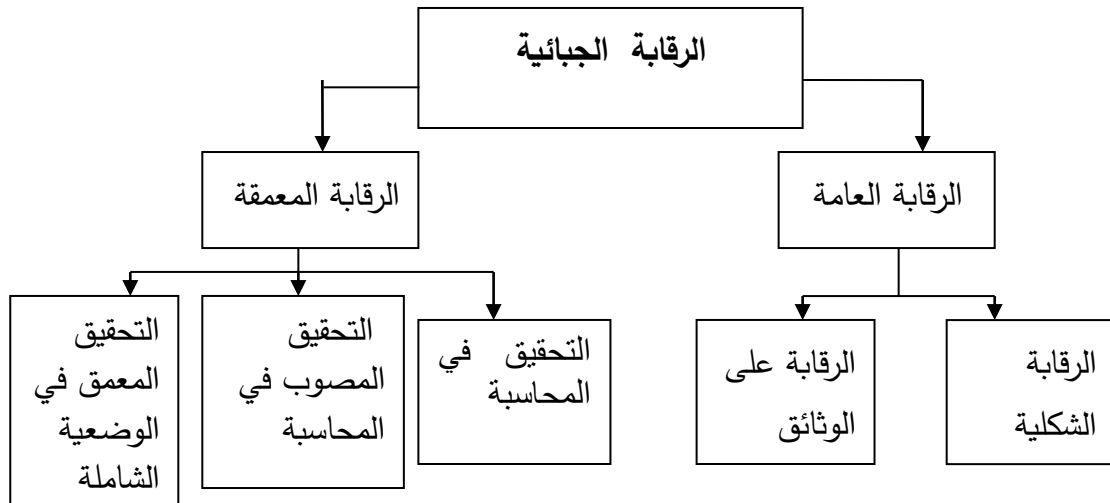 الرقابة الجبائية
الرقابة العامة
الرقابة المعمقة
الرقابة
الشكلية
الرقابة على
الوثائق
التحقيق في
المحاسبة
التحقيق
المصوب في
المحاسبة
التحقيق
المعمق في
الوضعية
الشاملة